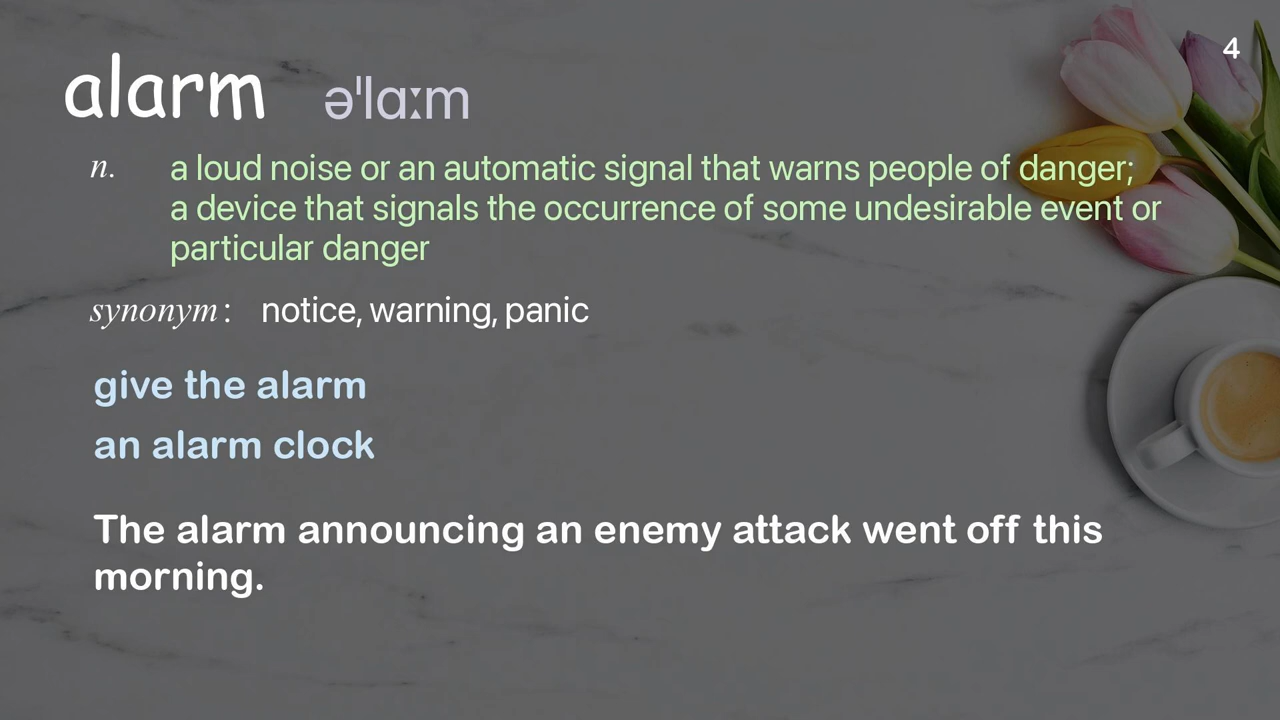 4
alarm əˈlɑːm
n. a loud noise or an automatic signal that warns people of danger;
a device that signals the occurrence of some undesirable event or
particular danger
synonym: notice, warning, panic
give the alarm
an alarm clock
The alarm announcing an enemy attack went off this
morning.